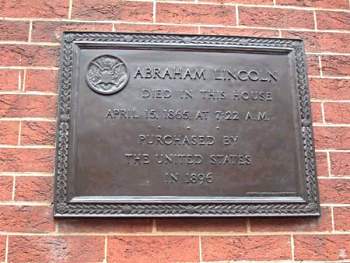 ABRAHAM LINCOLN
DIED IN THIS HOUSE
APRIL 15, 1865, AT 7:22 A.M.
PURCHASED BY
THE UNITED STATES
IN 1896